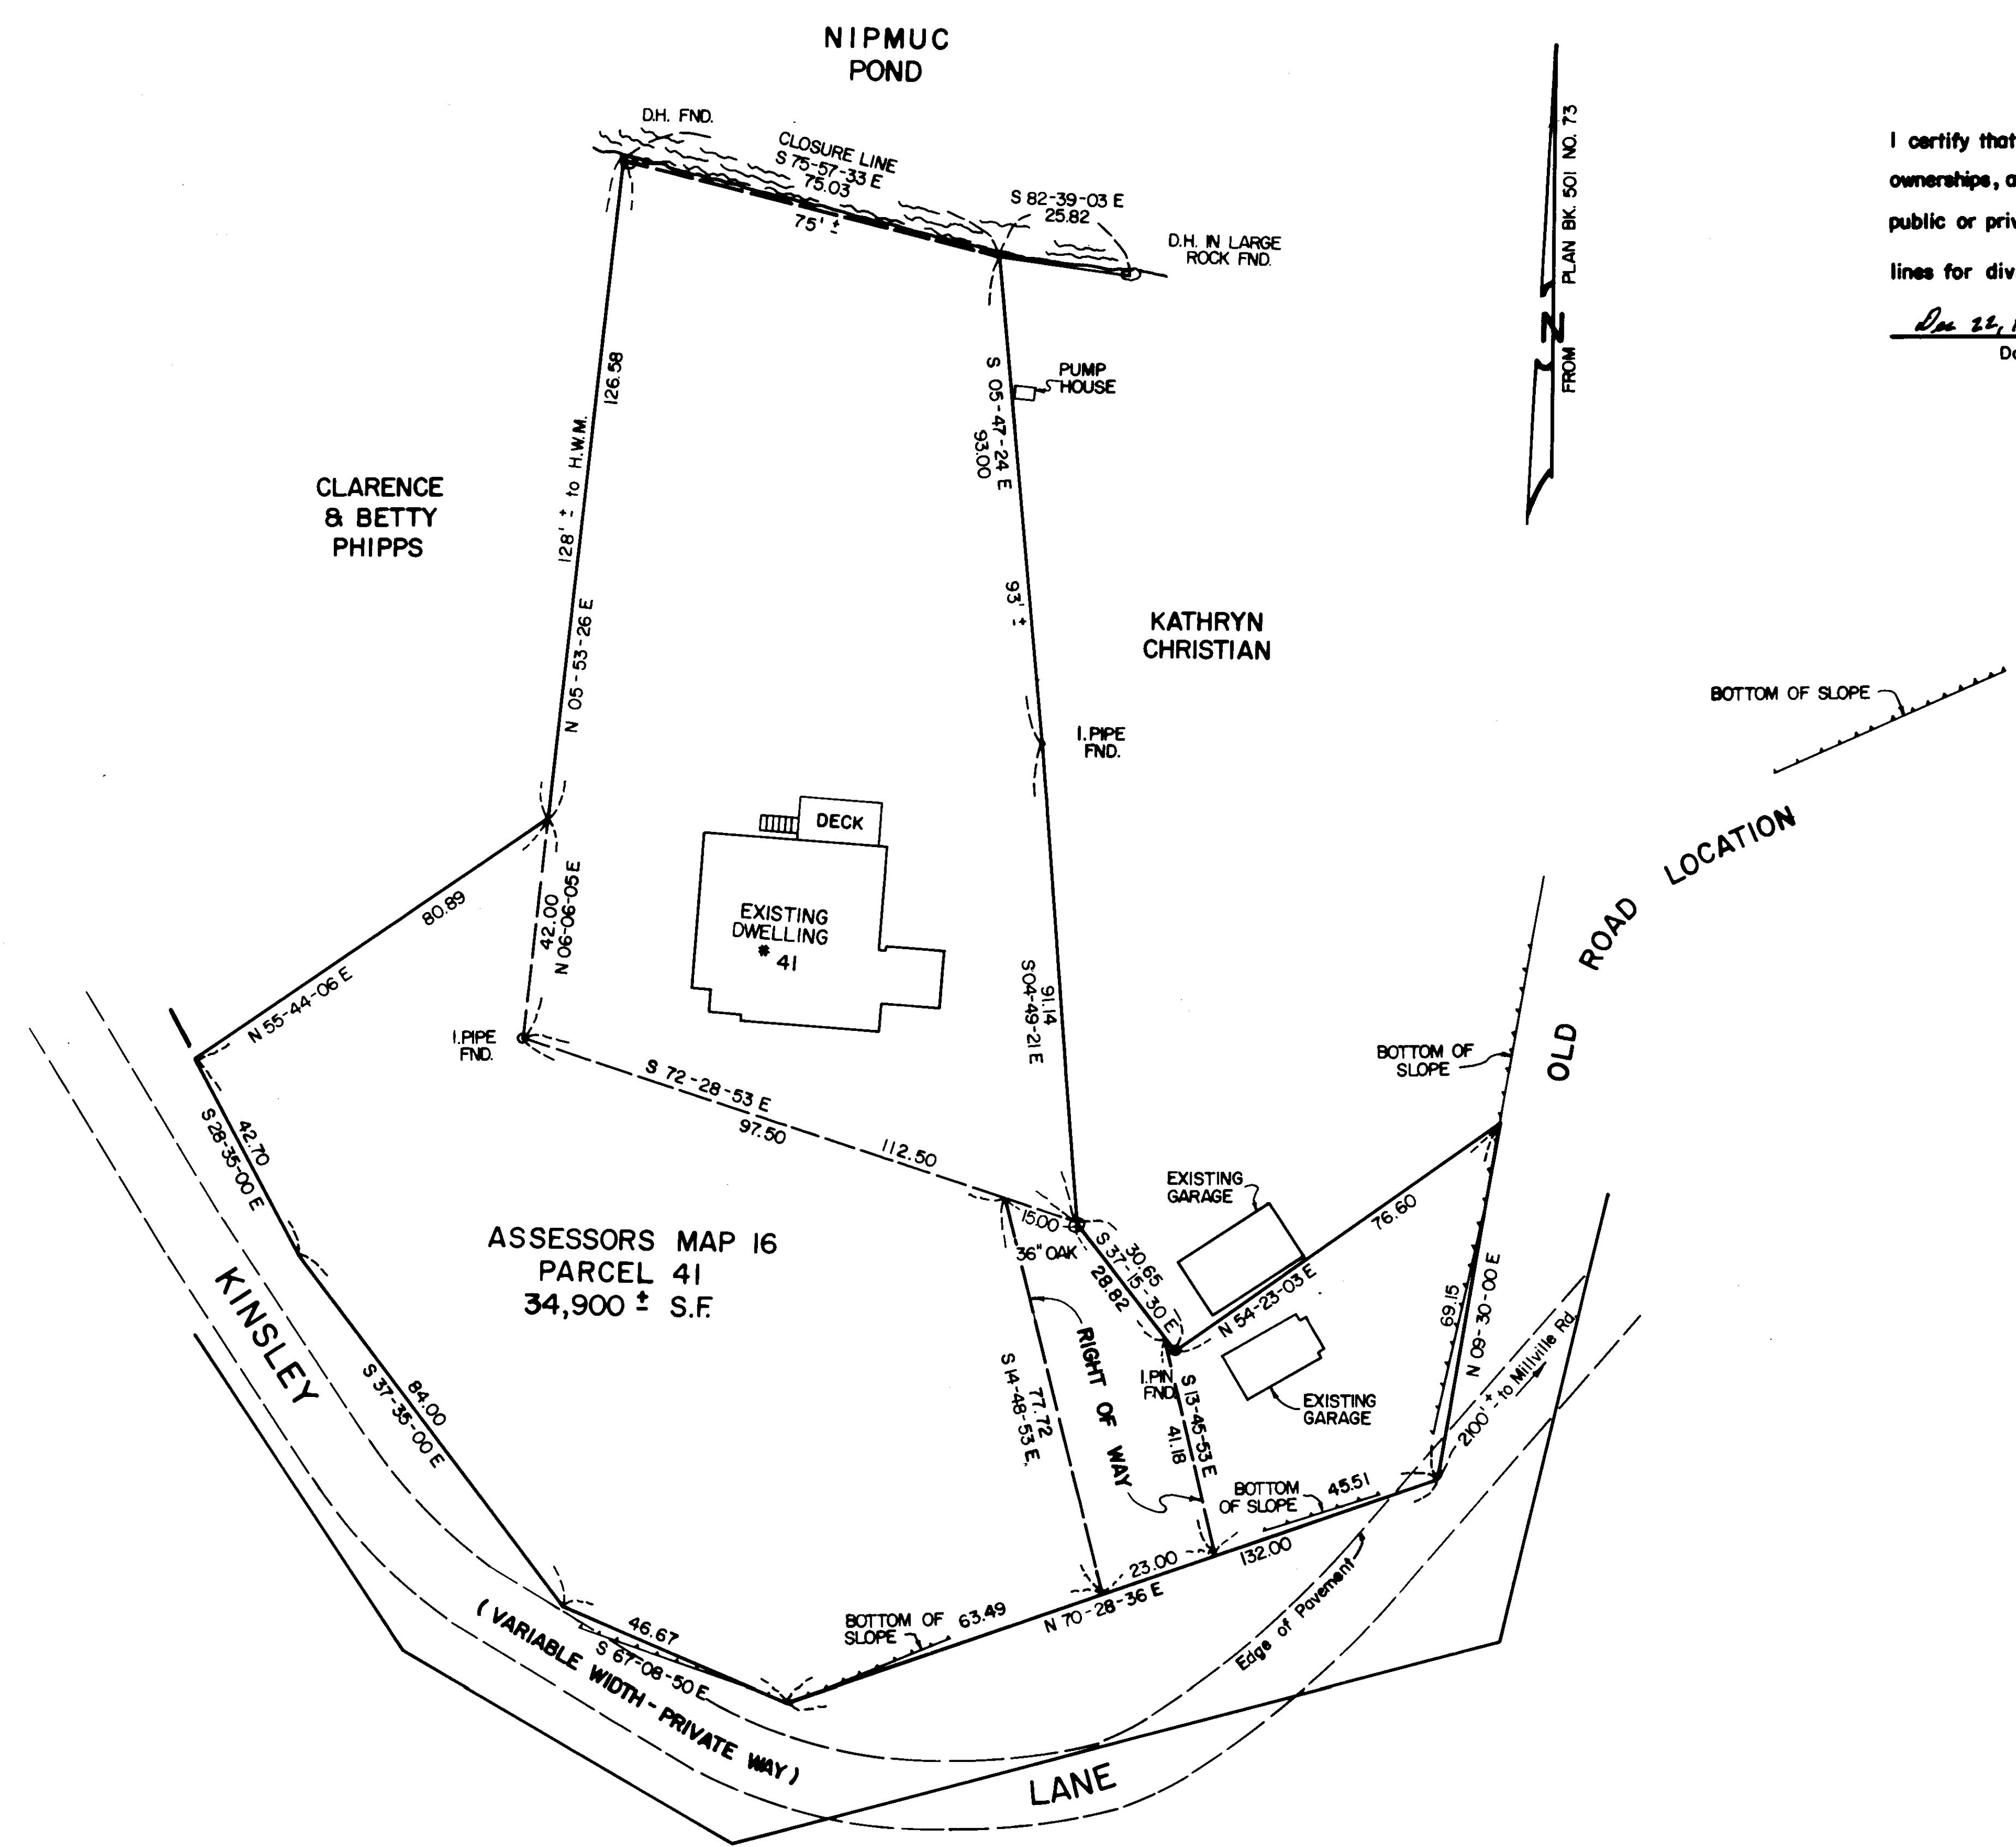 NIPMUC
POND
D.H. FND.
CLOSURE LINE
S 75-57-33 E
75.03
75' ±
S 82-39-03 E
25.82
D.H. IN LARGE
ROCK FND.
FROM PLAN BK. 501 NO. 73
N
I certify that
ownerships, a
public or priv
lines for div
Dec 22, 1
Da
126.58
128' ± to H.W.M.
N 05-53-26 E
S 05-47-24 E
93.00
93' ±
PUMP
HOUSE
CLARENCE
& BETTY
PHIPPS
KATHRYN
CHRISTIAN
I.PIPE
FND.
BOTTOM OF SLOPE
OLD ROAD LOCATION
DECK
EXISTING
DWELLING
# 41
80.89
N 55-44-06 E
42.00
N 06-06-05 E
I.PIPE
FND.
91.14
S 04-49-21 E
BOTTOM OF
SLOPE
S 72-28-53 E
97.50
112.50
42.70
S 28-35-00 E
15.00
36" OAK
30.65
S 37-15-30 E
28.82
EXISTING
GARAGE
76.60
N 54-23-03 E
ASSESSORS MAP 16
PARCEL 41
34,900 ± S.F.
69.15
N 09-30-00 E
2100' ± to Millville Rd.
I.PIN
FND.
EXISTING
GARAGE
RIGHT OF WAY
77.72
S 14-48-53 E
S 13-45-53 E
41.18
84.00
S 37-35-00 E
BOTTOM
OF SLOPE
45.51
23.00
132.00
N 70-28-36 E
BOTTOM OF
SLOPE
63.49
46.67
S 67-08-50 E
Edge of Pavement
KINSLEY
(VARIABLE WIDTH - PRIVATE WAY)
LANE